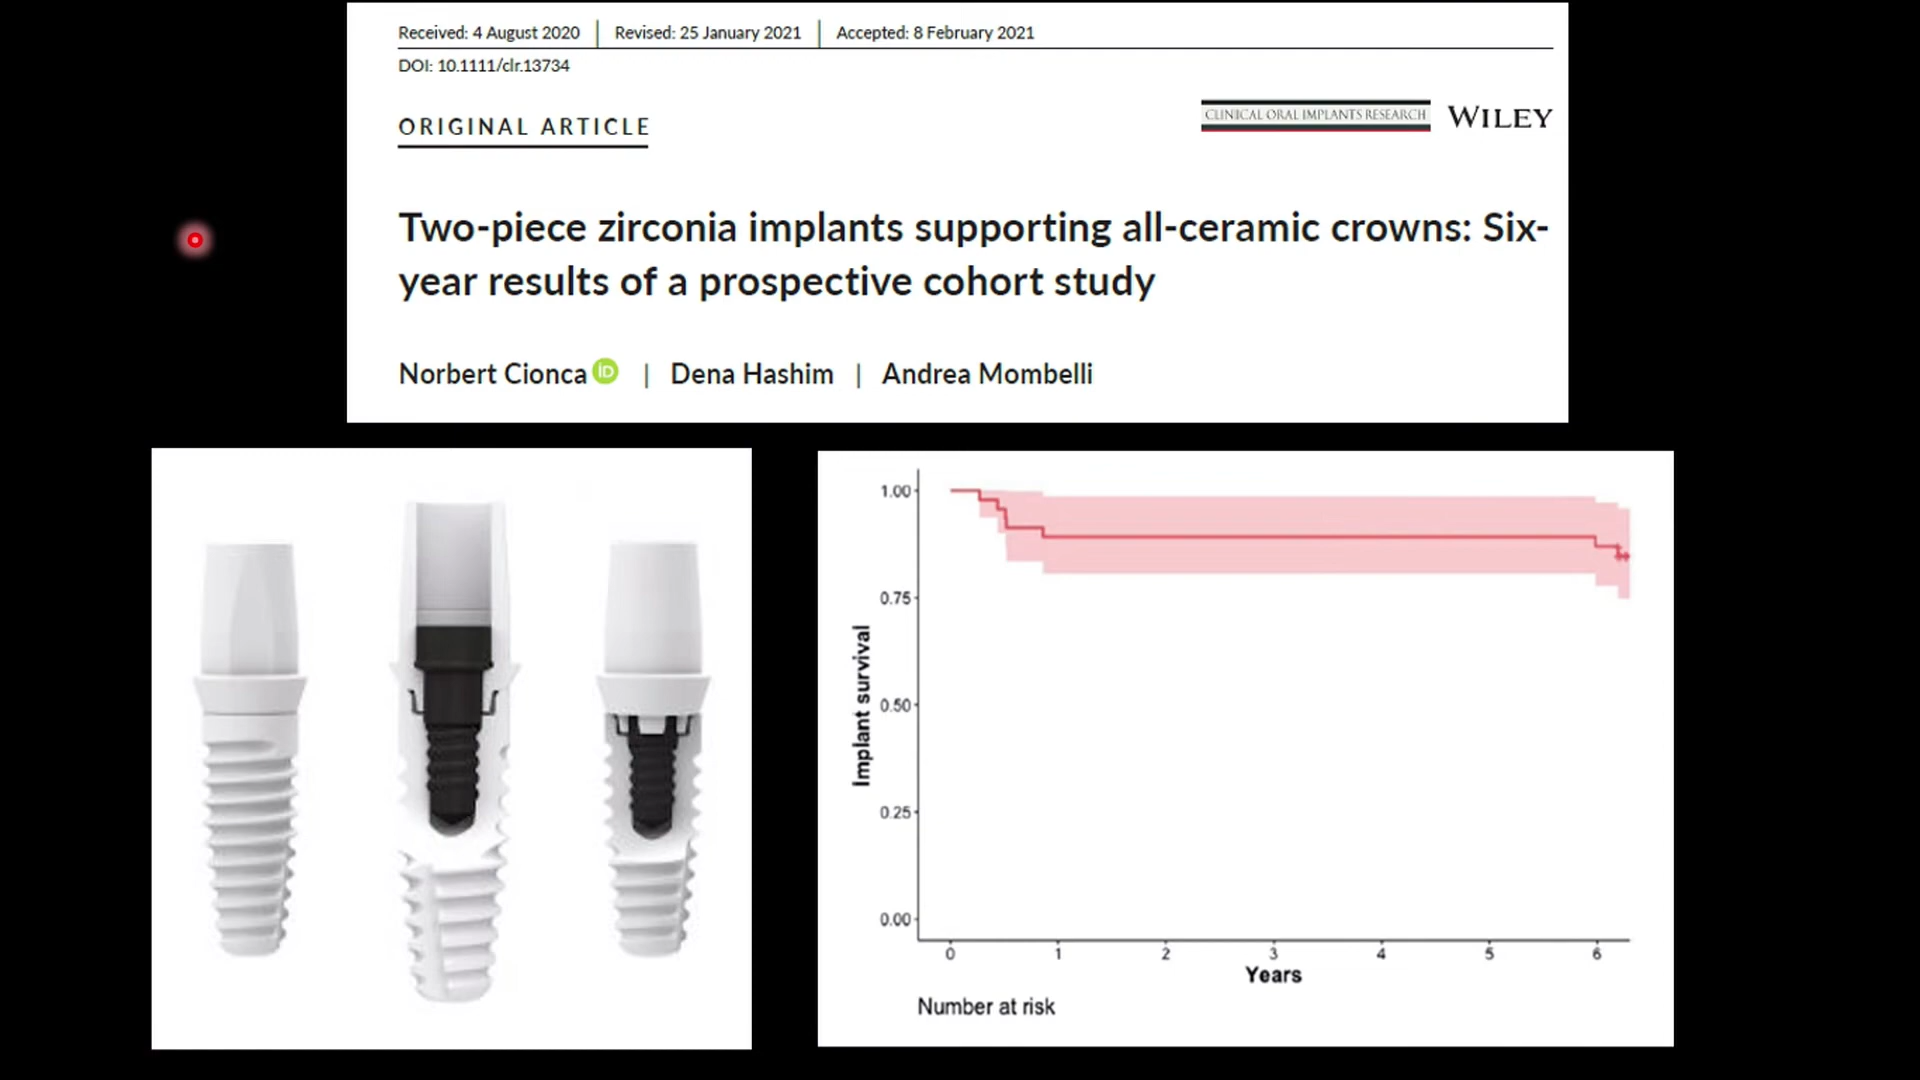 Received: 4 August 2020 | Revised: 25 January 2021 | Accepted: 8 February 2021
DOI: 10.1111/clr.13734
ORIGINAL ARTICLE
CLINICAL ORAL IMPLANTS RESEARCH WILEY
Two-piece zirconia implants supporting all-ceramic crowns: Six-
year results of a prospective cohort study
Norbert Cionca iD | Dena Hashim | Andrea Mombelli
1.00
0.75
0.50
0.25
0.00
Implant survival
0 1 2 3 4 5 6
Years
Number at risk